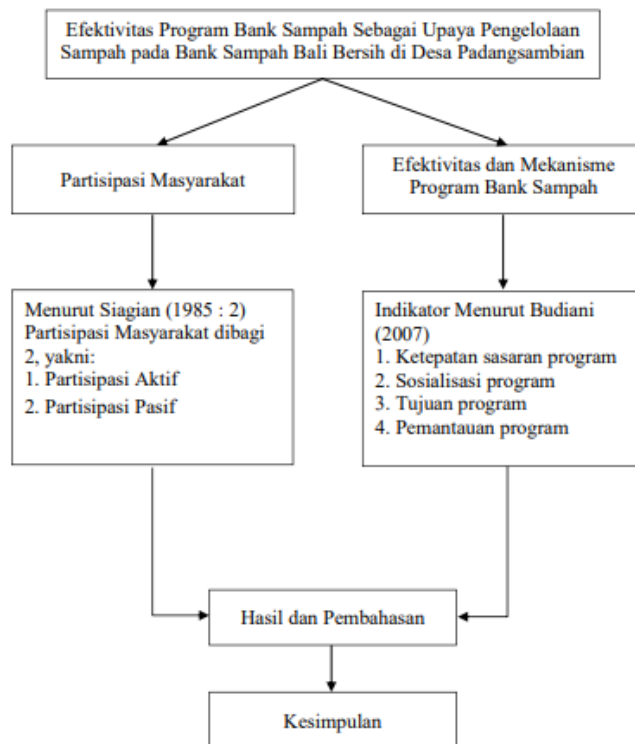 Efektivitas Program Bank Sampah Sebagai Upaya Pengelolaan
Sampah pada Bank Sampah Bali Bersih di Desa Padangsambian
Partisipasi Masyarakat
Efektivitas dan Mekanisme
Program Bank Sampah
Menurut Siagian (1985 : 2)
Partisipasi Masyarakat dibagi
2, yakni:
1. Partisipasi Aktif
2. Partisipasi Pasif
Indikator Menurut Budiani
(2007)
1. Ketepatan sasaran program
2. Sosialisasi program
3. Tujuan program
4. Pemantauan program
Hasil dan Pembahasan
Kesimpulan